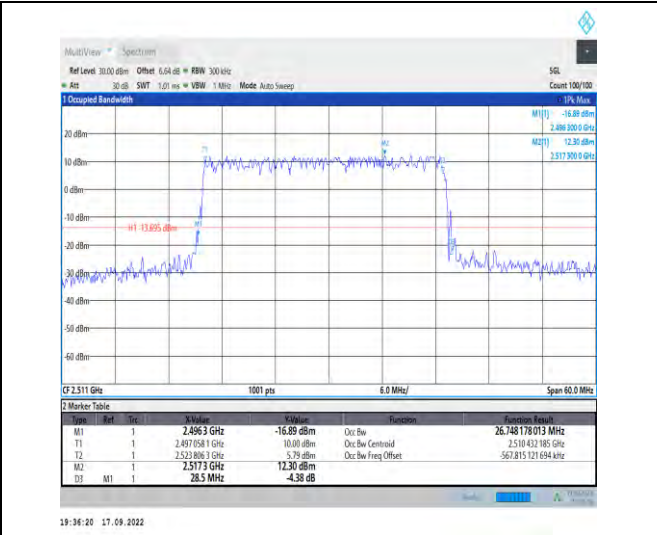 MultiView Spectrum
Ref Level 30.00 dBm Offset 6.64 dB RBW 300 kHz SGL
Att 30 dB SWT 1.01 ms VBW 1 MHz Mode Auto Sweep Count 100/100
1 Occupied Bandwidth 1Pk Max
M1[1] -16.89 dBm
2.496 300 0 GHz
M2[1] 12.30 dBm
2.517 300 0 GHz
20 dBm
10 dBm
0 dBm
-10 dBm
H1 -13.695 dBm
-20 dBm
-30 dBm
-40 dBm
-50 dBm
-60 dBm
T1
M2
M1
CF 2.511 GHz 1001 pts 6.0 MHz/ Span 60.0 MHz
2 Marker Table
Type Ref Trc X-Value Y-Value Function Function Result
M1 1 2.4963 GHz -16.89 dBm Occ Bw 26.748178013 MHz
T1 1 2.497 058 1 GHz 10.00 dBm Occ Bw Centroid 2.510 432 185 GHz
T2 1 2.523 806 3 GHz 5.79 dBm Occ Bw Freq Offset -567.815 121 694 kHz
M2 1 2.5173 GHz 12.30 dBm
D3 M1 1 28.5 MHz -4.38 dB
19:36:20 17.09.2022